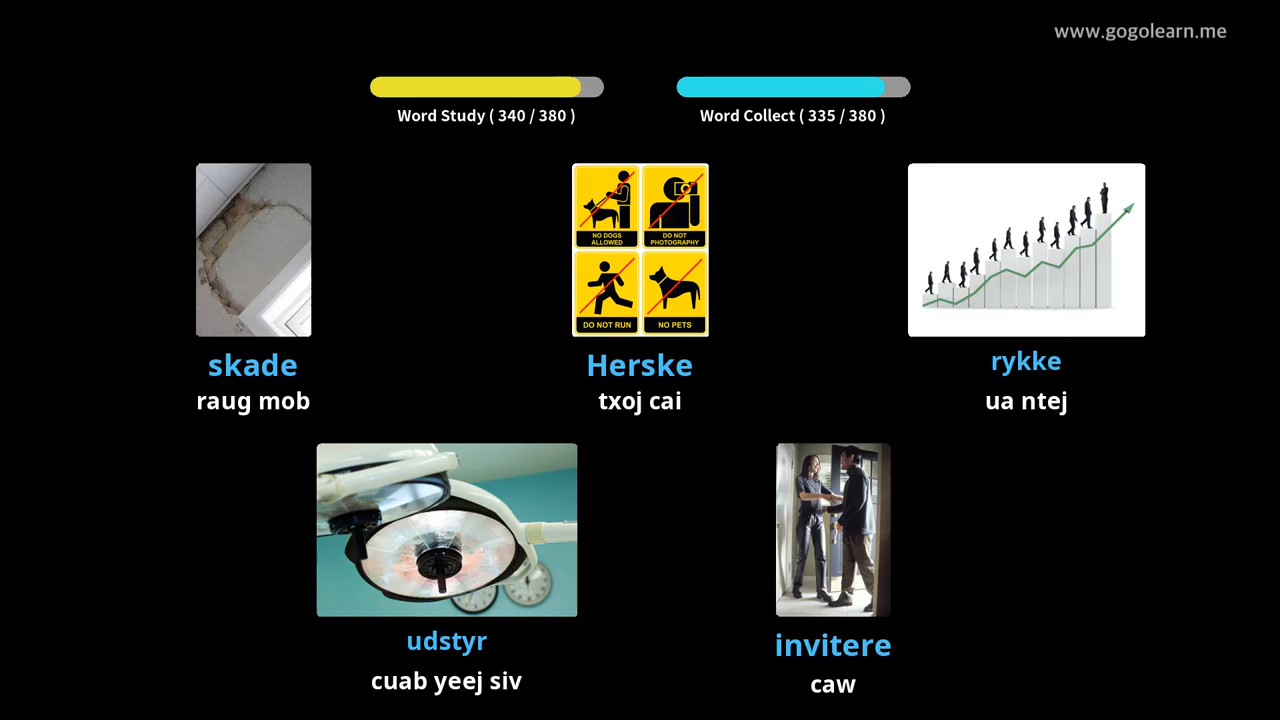 www.gogolearn.me
Word Study ( 340 / 380 )
Word Collect ( 335 / 380 )
NO DOGS
ALLOWED
DO NOT
PHOTOGRAPHY
DO NOT RUN
NO PETS
skade
Herske
rykke
raug mob
txoj cai
ua ntej
udstyr
invitere
cuab yeej siv
caw